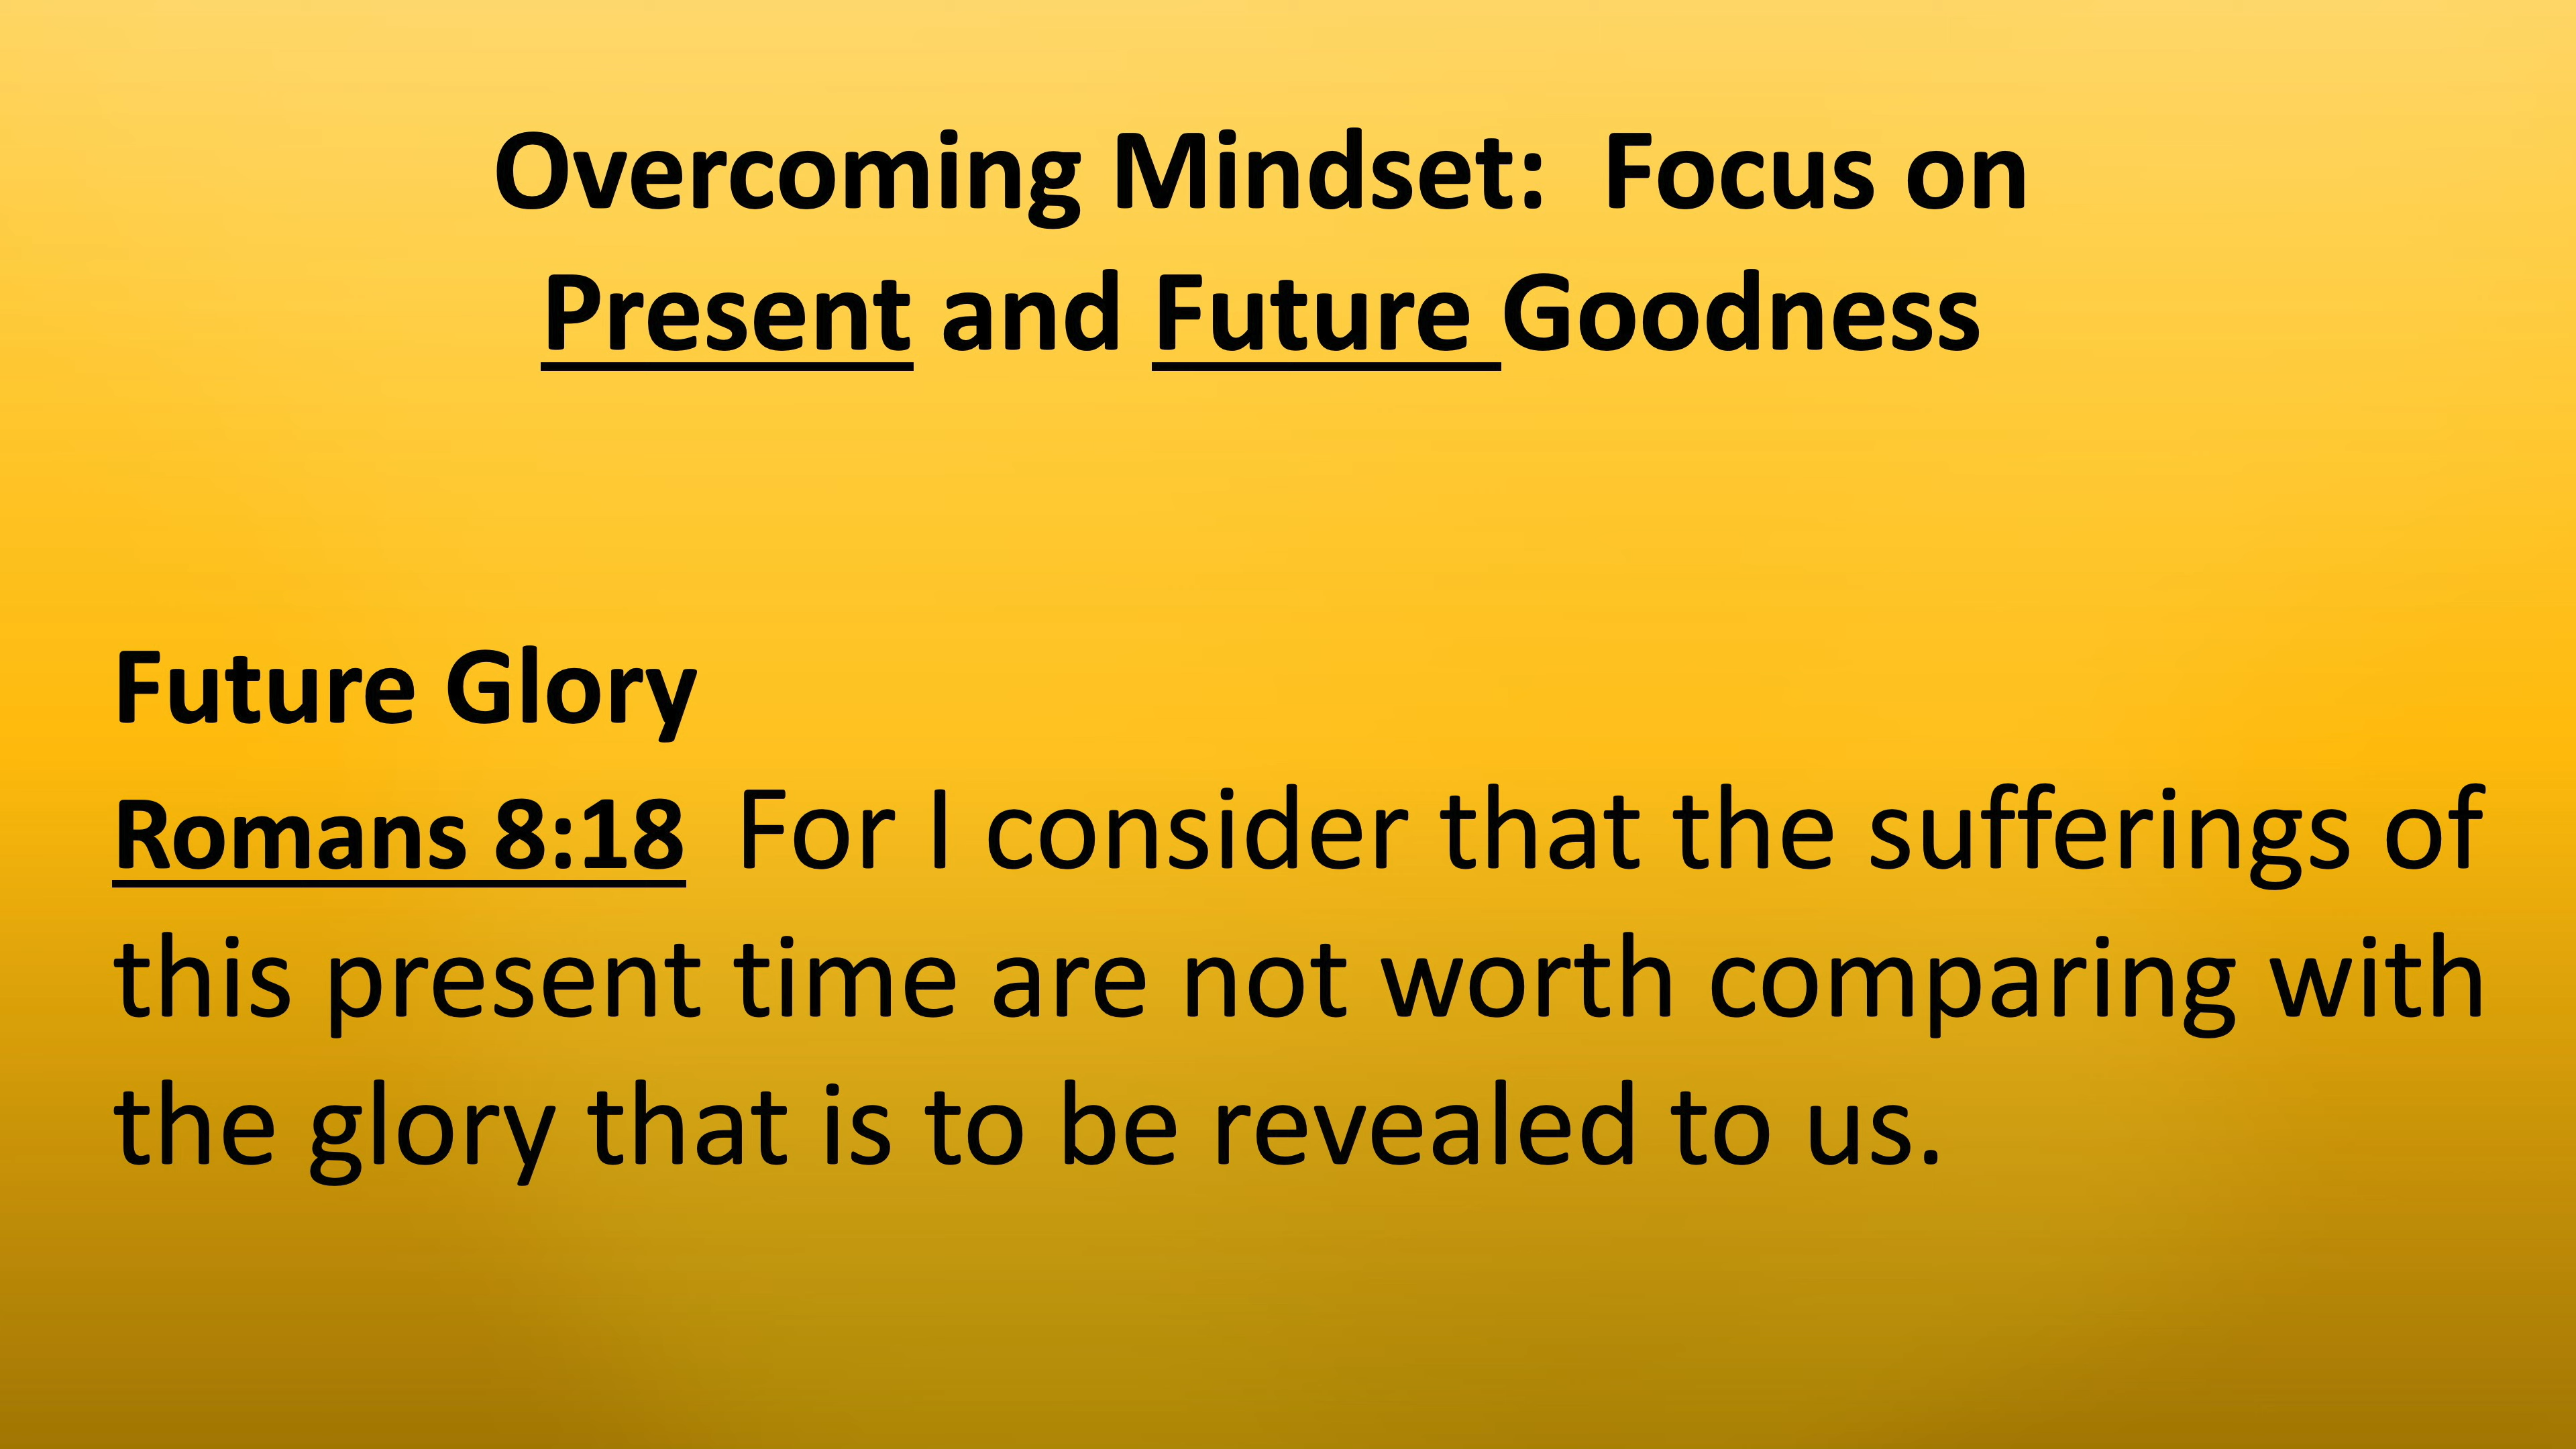 Overcoming Mindset:  Focus on
Present and Future Goodness
Future Glory
Romans 8:18  For I consider that the sufferings of
this present time are not worth comparing with
the glory that is to be revealed to us.